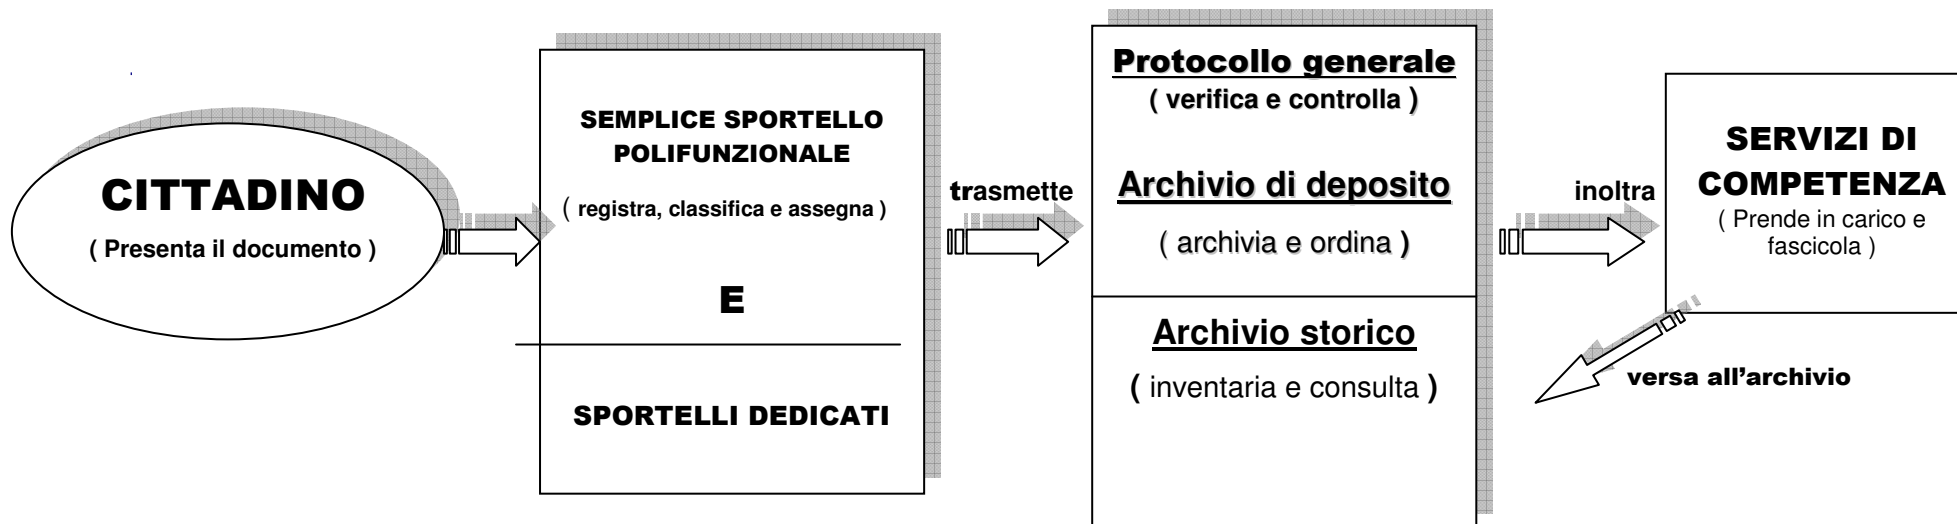 CITTADINO
( Presenta il documento )
SEMPLICE SPORTELLO
POLIFUNZIONALE
( registra, classifica e assegna )
E
SPORTELLI DEDICATI
trasmette
Protocollo generale
( verifica e controlla )
Archivio di deposito
( archivia e ordina )
Archivio storico
( inventaria e consulta )
inoltra
SERVIZI DI
COMPETENZA
( Prende in carico e
fascicola )
versa all'archivio